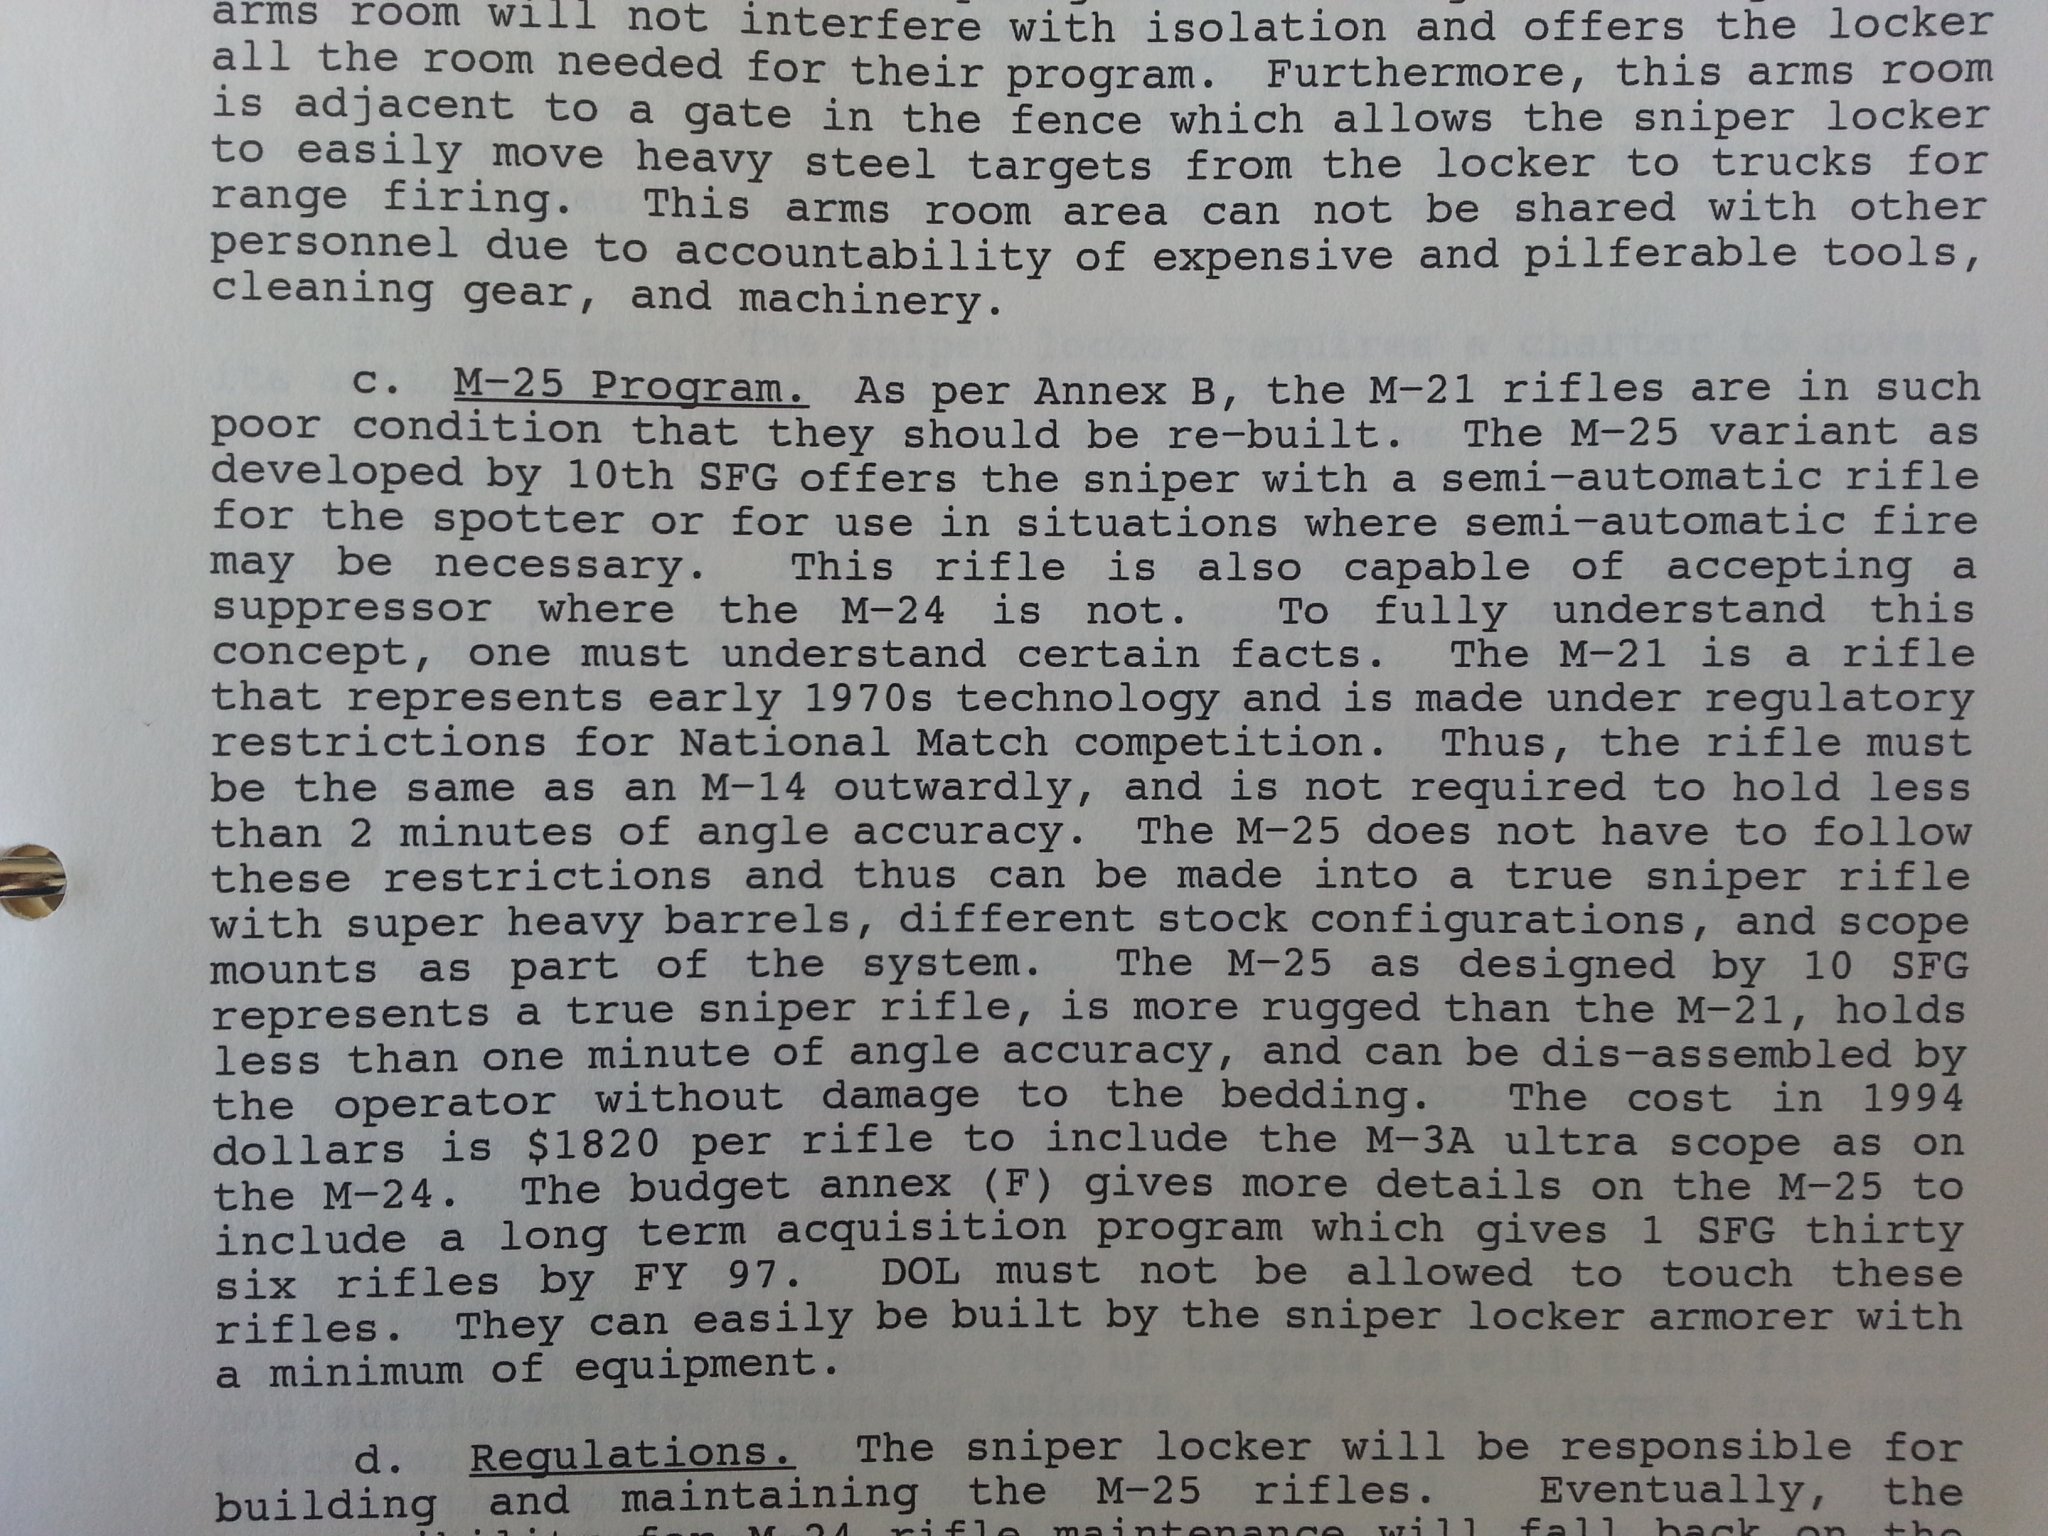 arms room will not interfere with isolation and offers the locker
all the room needed for their program. Furthermore, this arms room
is adjacent to a gate in the fence which allows the sniper locker
to easily move heavy steel targets from the locker to trucks for
range firing. This arms room area can not be shared with other
personnel due to accountability of expensive and pilferable tools,
cleaning gear, and machinery.
c. M-25 Program. As per Annex B, the M-21 rifles are in such
poor condition that they should be re-built. The M-25 variant as
developed by 10th SFG offers the sniper with a semi-automatic rifle
for the spotter or for use in situations where semi-automatic fire
may be necessary. This rifle is also capable of accepting a
suppressor where the M-24 is not. To fully understand this
concept, one must understand certain facts. The M-21 is a rifle
that represents early 1970s technology and is made under regulatory
restrictions for National Match competition. Thus, the rifle must
be the same as an M-14 outwardly, and is not required to hold less
than 2 minutes of angle accuracy. The M-25 does not have to follow
these restrictions and thus can be made into a true sniper rifle
with super heavy barrels, different stock configurations, and scope
mounts as part of the system. The M-25 as designed by 10 SFG
represents a true sniper rifle, is more rugged than the M-21, holds
less than one minute of angle accuracy, and can be dis-assembled by
the operator without damage to the bedding. The cost in 1994
dollars is $1820 per rifle to include the M-3A ultra scope as on
the M-24. The budget annex (F) gives more details on the M-25 to
include a long term acquisition program which gives 1 SFG thirty
six rifles by FY 97. DOL must not be allowed to touch these
rifles. They can easily be built by the sniper locker armorer with
a minimum of equipment.
d. Regulations. The sniper locker will be responsible for
building and maintaining the M-25 rifles. Eventually, the
for M-24 rifle maintenance will fall back on the